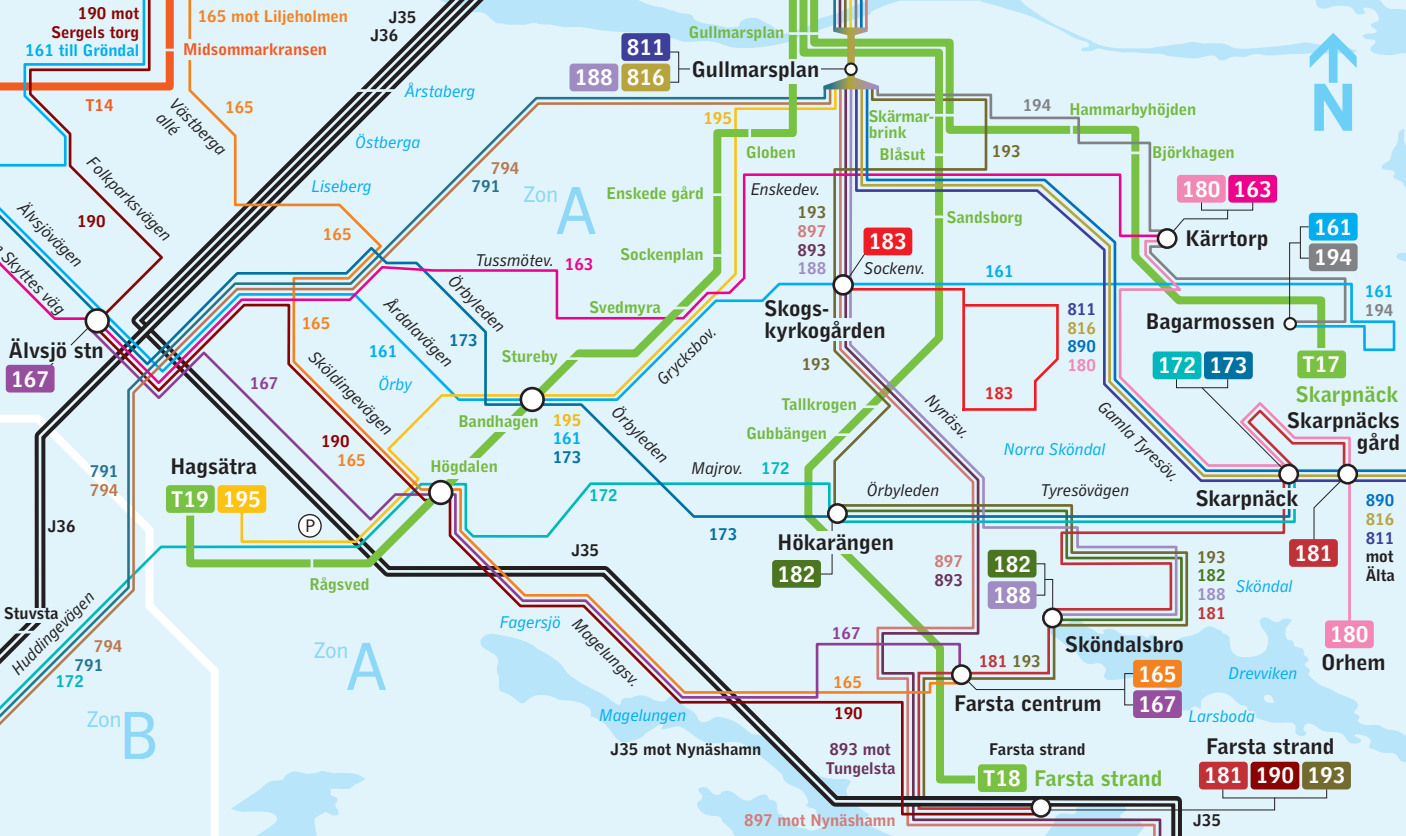 190 mot
Sergels torg
161 till Gröndal
165 mot Liljeholmen
Midsommarkransen
T14
165
Västberga
allé
J35
J36
Årstaberg
Östberga
Liseberg
Folkparksvägen
190
Älvsjövägen
Skyttes väg
Älvsjö stn
167
165
794
791
Zon
A
811
188
816
Gullmarsplan
Gullmarsplan
195
Globen
Enskede gård
Sockenplan
Svedmyra
Stureby
Bandhagen
Högdalen
Skärmar-
brink
Blåsut
Sandsborg
Hammarbyhöjden
Björkhagen
194
193
N
Enskedev.
193
897
893
188
183
Sockenv.
Skogs-
kyrkogården
193
161
183
811
816
890
180
180
163
Kärrtorp
161
194
Bagarmossen
161
194
T17
Skarpnäck
172
173
Skarpnäcks
gård
Tussmötev.
163
Örbyleden
173
Årdalavägen
161
Örby
165
Sköldingevägen
167
190
165
Grycksbov.
195
161
173
Örbyleden
Majrov.
172
172
173
Tallkrogen
Gubbängen
Nynäsv.
Norra Sköndal
Gamla Tyresöv.
Örbyleden
Tyresövägen
Skarpnäck
181
890
816
811
mot
Älta
180
Orhem
Hagsätra
T19
195
P
Rågsved
791
794
J36
Stuvsta
Huddingevägen
794
791
172
Zon
B
Zon
A
J35
Hökarängen
182
897
893
182
188
193
182
188
181
Sköndal
Sköndalsbro
Fagersjö
Magelungsv.
Magelungen
167
165
190
181 193
Farsta centrum
165
167
Drevviken
Larsboda
J35 mot Nynäshamn
893 mot
Tungelsta
Farsta strand
T18
Farsta strand
Farsta strand
181
190
193
897 mot Nynäshamn
J35